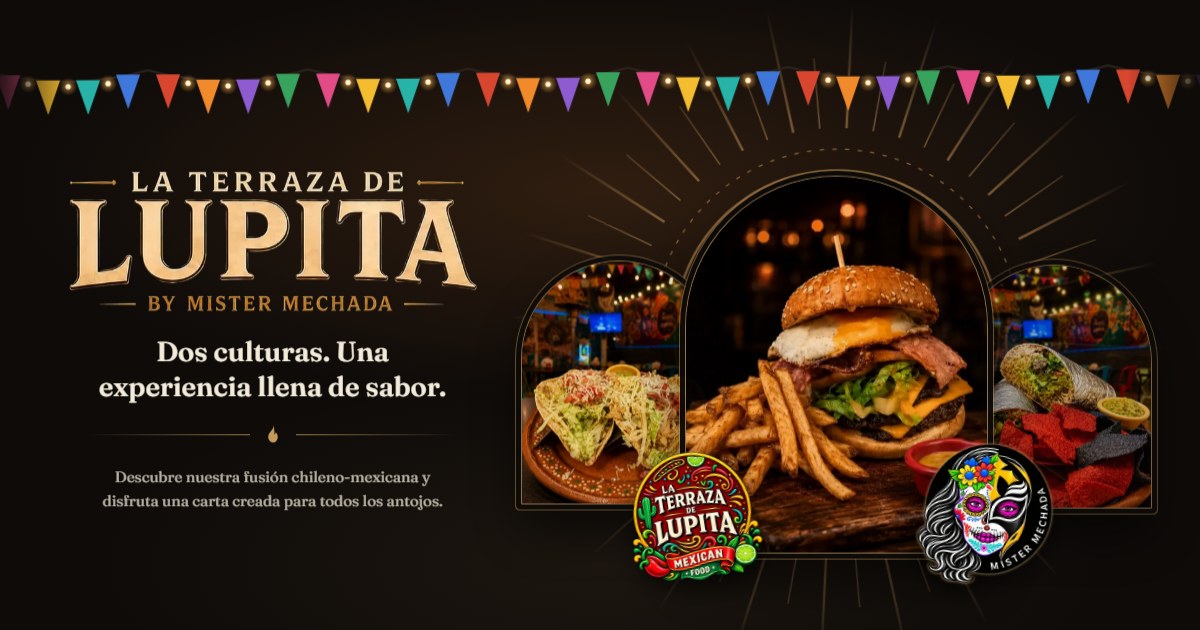 LA TERRAZA DE
LUPITA
BY MISTER MECHADA
Dos culturas. Una
experiencia llena de sabor.
Descubre nuestra fusión chileno-mexicana y
disfruta una carta creada para todos los antojos.
LA
TERRAZA
DE
LUPITA
MEXICAN
FOOD
MISTER MECHADA